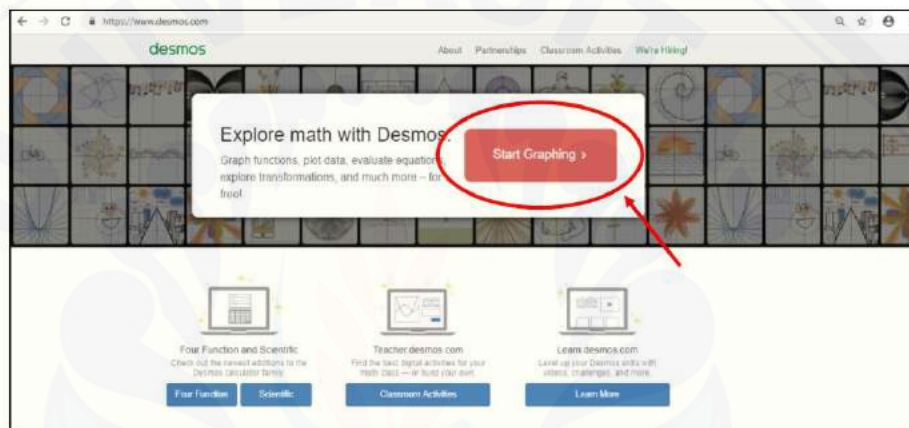 https://www.desmos.com
desmos
About Partnerships Classroom Activities We're Hiring!
Explore math with Desmos.
Graph functions, plot data, evaluate equations,
explore transformations, and much more – for
free!
Start Graphing ›
Four Function and Scientific
Check out the newest additions to the
Desmos calculator family.
Four Function Scientific
Teacher.desmos.com
Find the best digital activities for your
math class — or build your own.
Classroom Activities
Learn.desmos.com
Level up your Desmos skills with
videos, challenges, and more.
Learn More